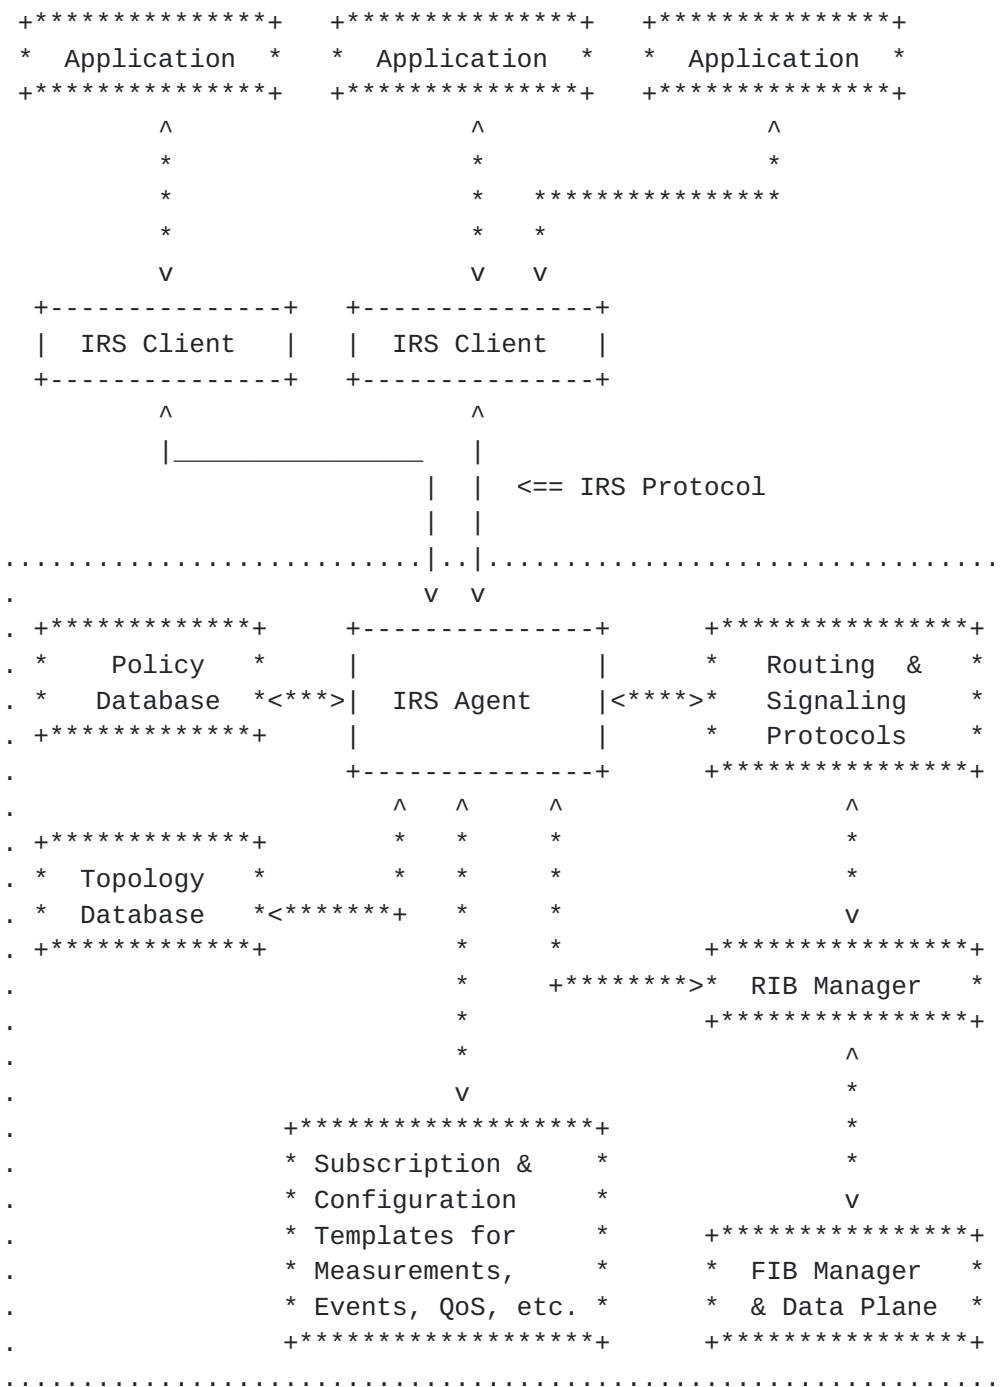 +***************+   +***************+   +***************+
*  Application  *   *  Application  *   *  Application  *
+***************+   +***************+   +***************+
         ^                   ^                  ^
         *                   *                  *
         *                   *   ****************
         *                   *   *
         v                   v   v
 +---------------+   +---------------+
 |  IRS Client   |   |  IRS Client   |
 +---------------+   +---------------+
         ^                   ^
         |________________   |
                          |  |  <== IRS Protocol
                          |  |
...........................|..|.................................
.                          v  v
. +*************+     +---------------+      +****************+
. *    Policy   *     |               |      *   Routing  &   *
. *   Database  *<***>|  IRS Agent    |<****>*   Signaling    *
. +*************+     |               |      *   Protocols    *
.                     +---------------+      +****************+
.                        ^   ^     ^                  ^
. +*************+        *   *     *                  *
. *  Topology   *        *   *     *                  *
. *  Database   *<*******+   *     *                  v
. +*************+            *     *         +****************+
.                            *     +********>*  RIB Manager   *
.                            *               +****************+
.                            *                        ^
.                            v                        *
.                 +*******************+               *
.                 * Subscription &    *               *
.                 * Configuration     *               v
.                 * Templates for     *      +****************+
.                 * Measurements,     *      *  FIB Manager   *
.                 * Events, QoS, etc. *      *  & Data Plane  *
.                 +*******************+      +****************+
................................................................